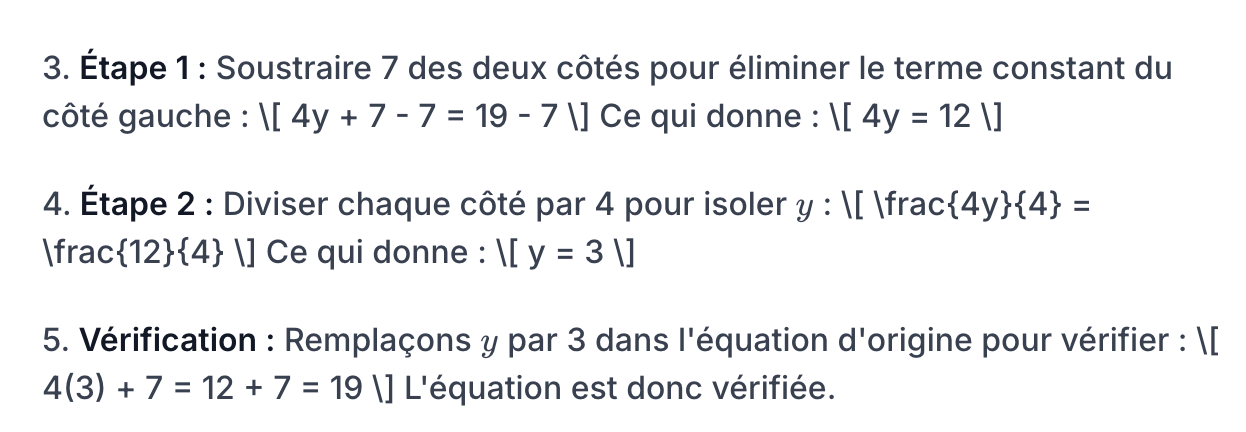 3. Étape 1 : Soustraire 7 des deux côtés pour éliminer le terme constant du
côté gauche : \[ 4y + 7 - 7 = 19 - 7 \] Ce qui donne : \[ 4y = 12 \]
4. Étape 2 : Diviser chaque côté par 4 pour isoler y : \[ \frac{4y}{4} =
\frac{12}{4} \] Ce qui donne : \[ y = 3 \]
5. Vérification : Remplaçons y par 3 dans l'équation d'origine pour vérifier : \[
4(3) + 7 = 12 + 7 = 19 \] L'équation est donc vérifiée.